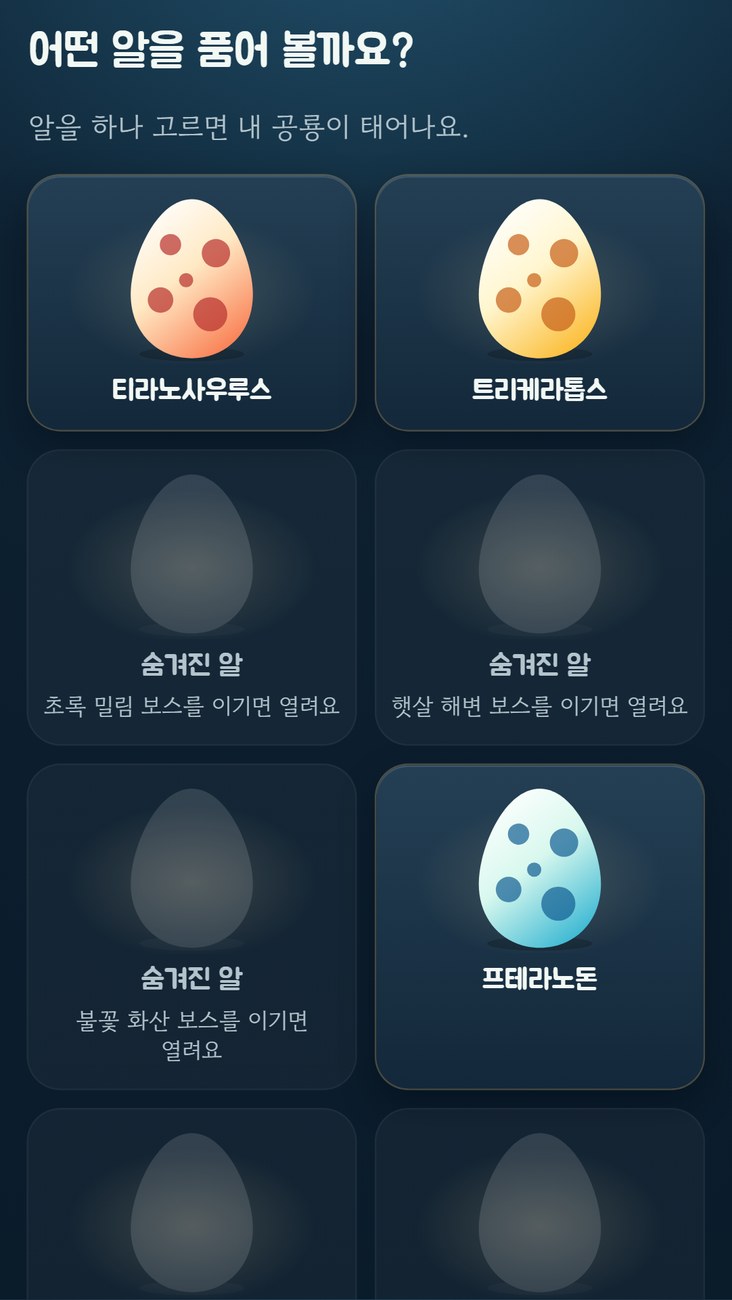 어떤 알을 품어 볼까요?
알을 하나 고르면 내 공룡이 태어나요.
티라노사우루스
트리케라톱스
숨겨진 알
초록 밀림 보스를 이기면 열려요
숨겨진 알
햇살 해변 보스를 이기면 열려요
숨겨진 알
불꽃 화산 보스를 이기면
열려요
프테라노돈